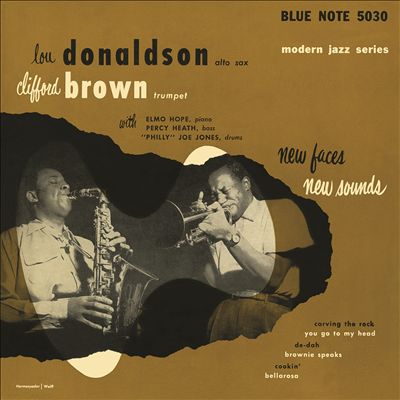 BLUE NOTE 5030
modern jazz series
lou donaldson alto sax
clifford brown trumpet
with ELMO HOPE, piano
PERCY HEATH, bass
"PHILLY" JOE JONES, drums
new faces
new sounds
carving the rock
you go to my head
de-dah
brownie speaks
cookin'
bellarosa
Hermansader / Wolff